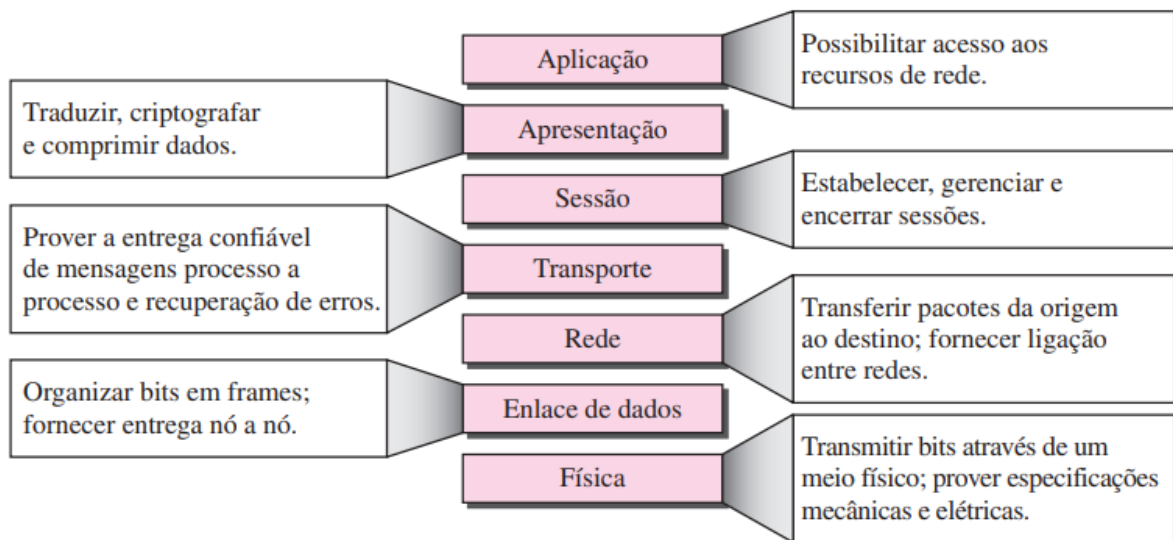 Aplicação
Possibilitar acesso aos
recursos de rede.
Traduzir, criptografar
e comprimir dados.
Apresentação
Sessão
Estabelecer, gerenciar e
encerrar sessões.
Prover a entrega confiável
de mensagens processo a
processo e recuperação de erros.
Transporte
Rede
Transferir pacotes da origem
ao destino; fornecer ligação
entre redes.
Organizar bits em frames;
fornecer entrega nó a nó.
Enlace de dados
Física
Transmitir bits através de um
meio físico; prover especificações
mecânicas e elétricas.